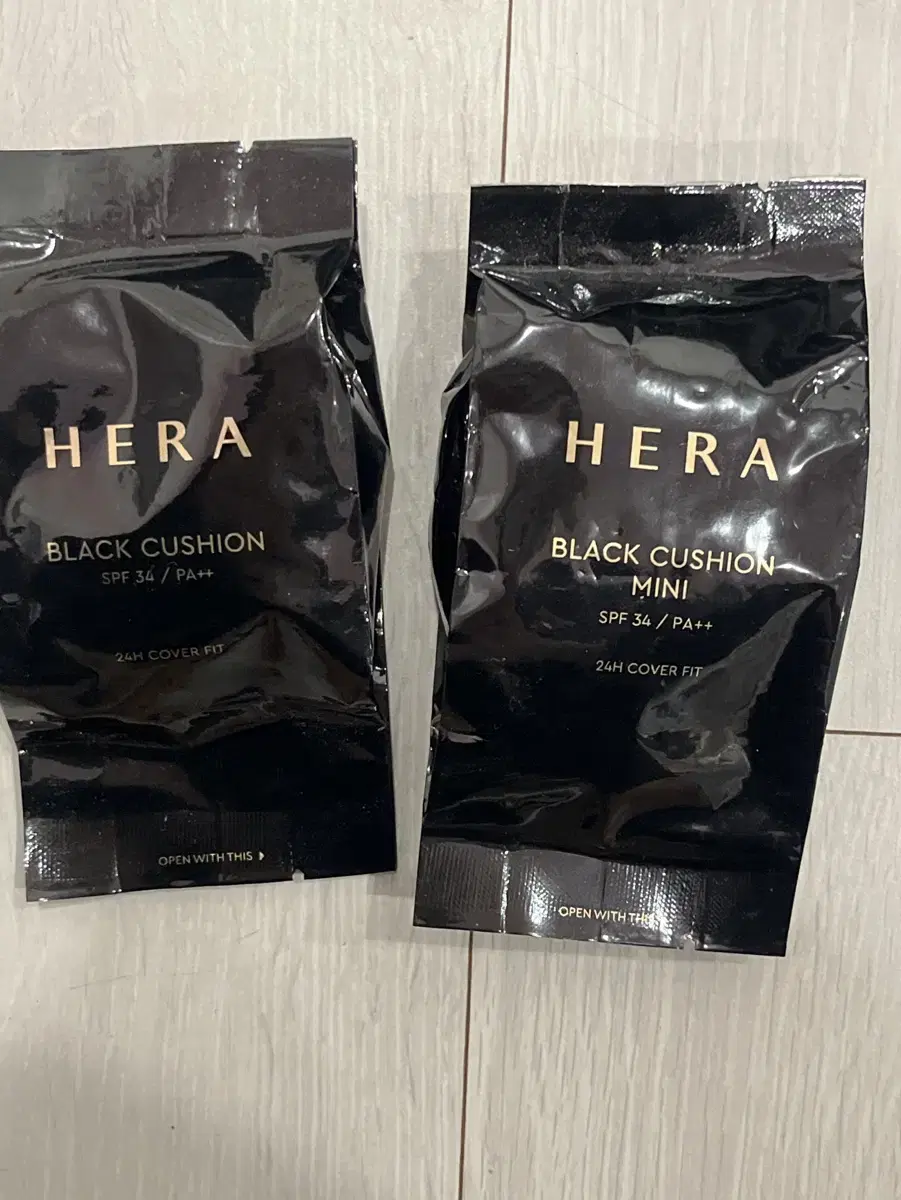 HERA
BLACK CUSHION
SPF 34 / PA++
24H COVER FIT
OPEN WITH THIS
HERA
BLACK CUSHION
MINI
SPF 34 / PA++
24H COVER FIT
OPEN WITH THIS